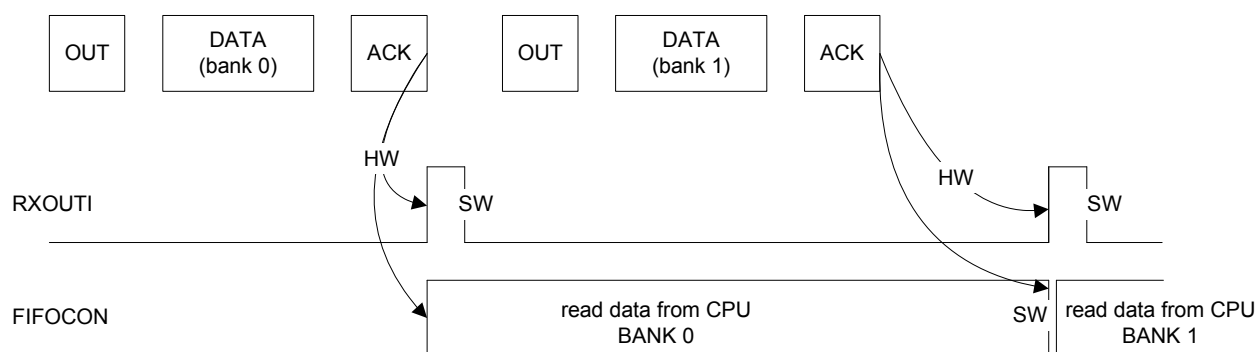 OUT
DATA
(bank 0)
ACK
OUT
DATA
(bank 1)
ACK
HW
HW
RXOUTI
SW
SW
FIFOCON
read data from CPU
BANK 0
SW
read data from CPU
BANK 1